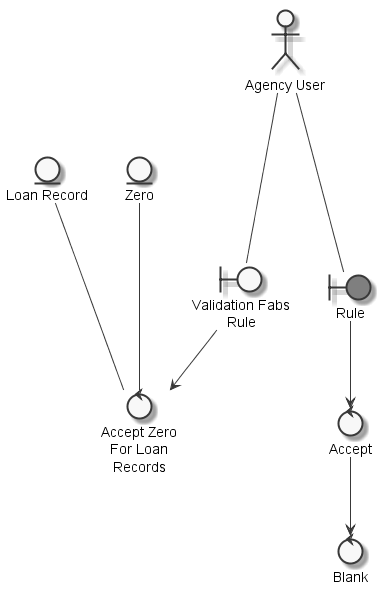 Agency User
Loan Record
Zero
Validation Fabs
Rule
Rule
Accept Zero
For Loan
Records
Accept
Blank